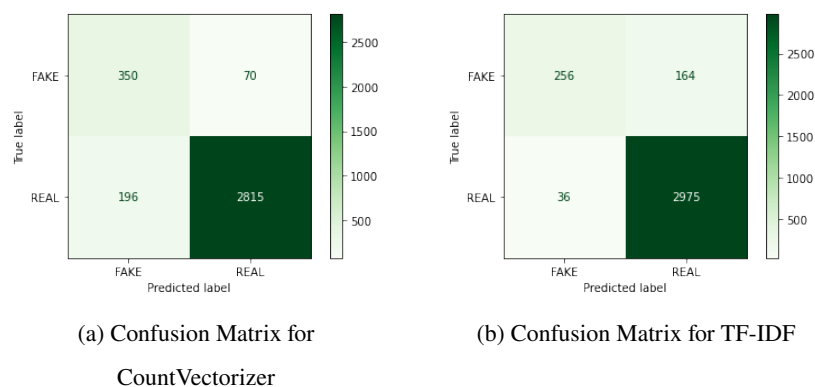 2500
2000
1500
1000
500
FAKE
REAL
True label
350
70
196
2815
FAKE
REAL
Predicted label
(a) Confusion Matrix for
CountVectorizer
2500
2000
1500
1000
500
FAKE
REAL
True label
256
164
36
2975
FAKE
REAL
Predicted label
(b) Confusion Matrix for TF-IDF